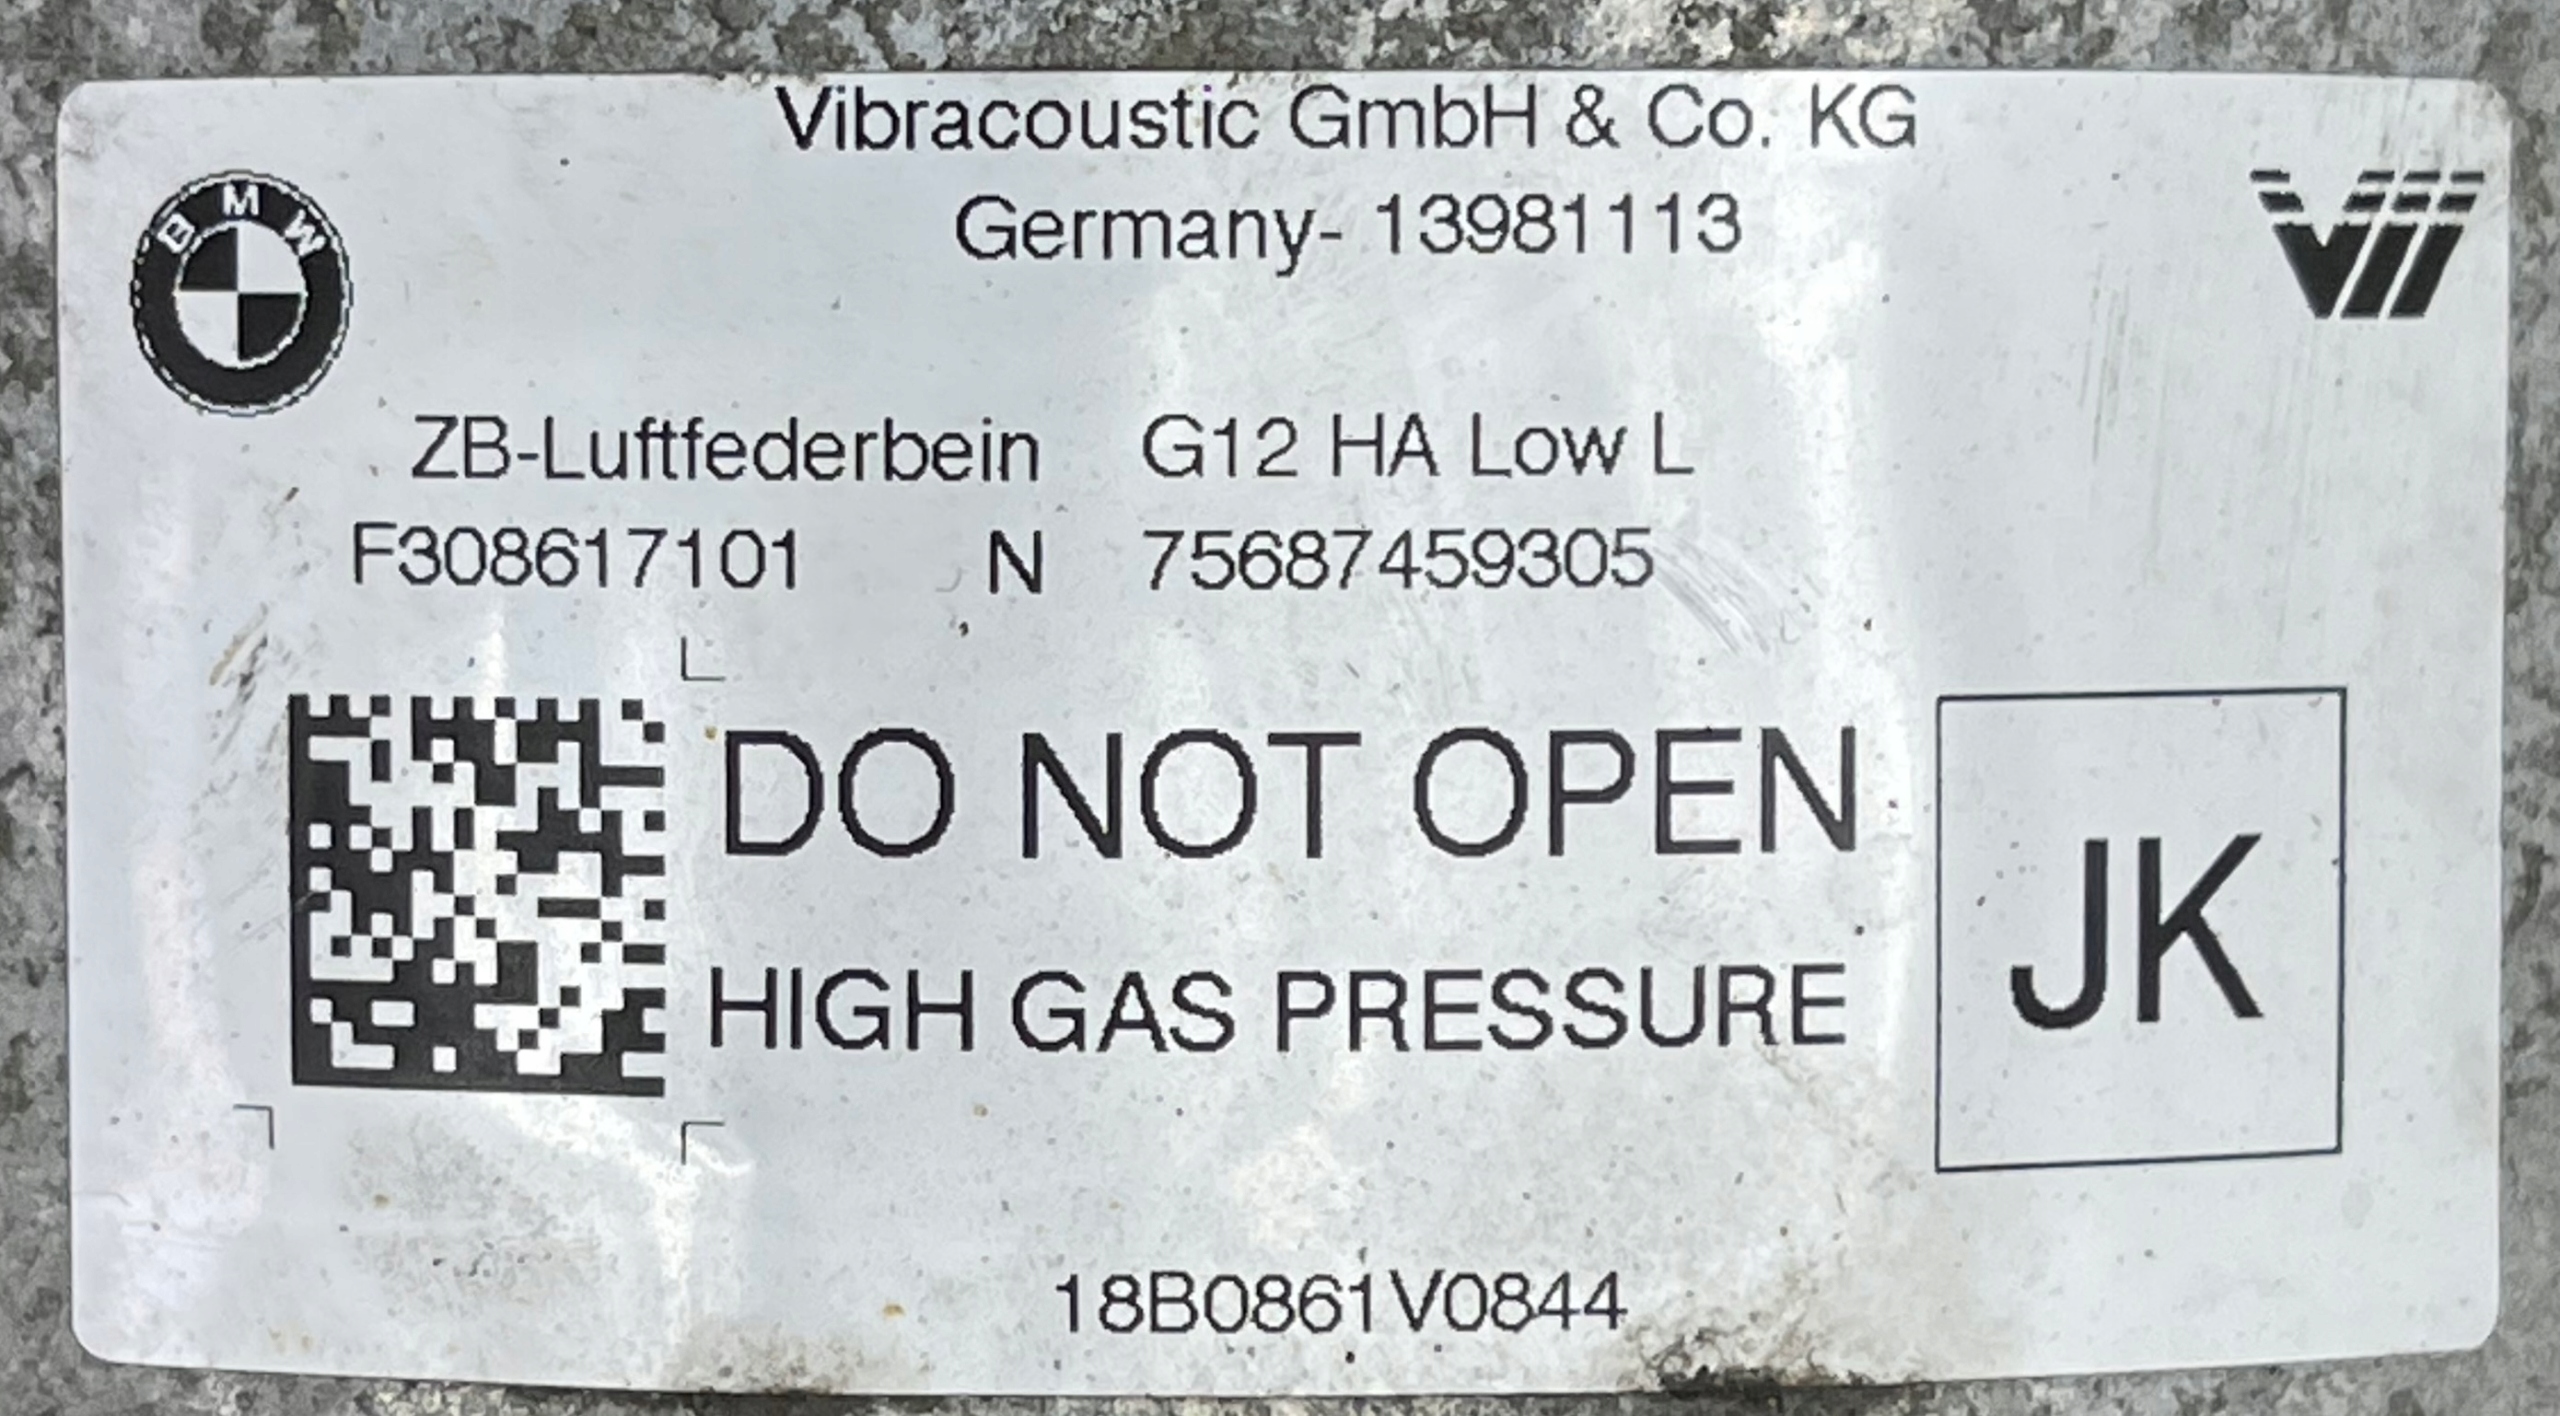 Vibracoustic GmbH & Co. KG
Germany- 13981113
BMW
Vii
ZB-Luftfederbein G12 HA Low L
F308617101 N 75687459305
DO NOT OPEN
HIGH GAS PRESSURE
JK
18B0861V0844